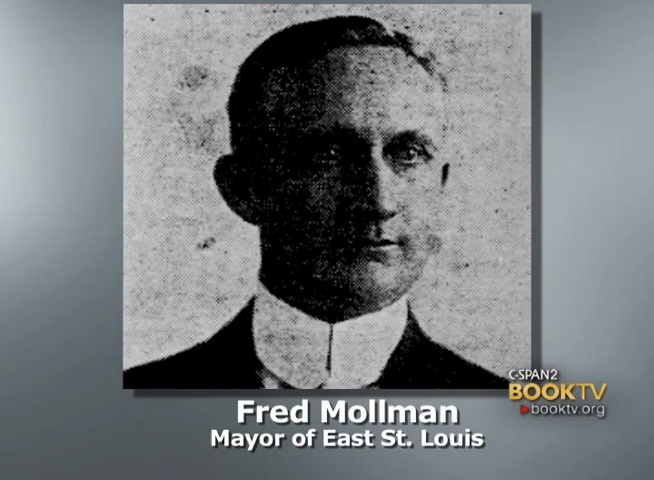 C-SPAN2
BOOKTV
booktv.org
Fred Mollman
Mayor of East St. Louis